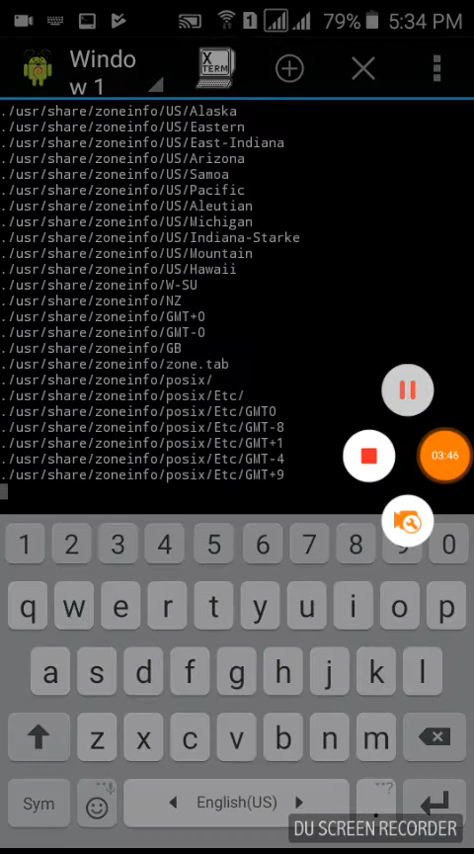 1 79% 5:34 PM
Windo
w 1
X
TERM
./usr/share/zoneinfo/US/Alaska
./usr/share/zoneinfo/US/Eastern
./usr/share/zoneinfo/US/East-Indiana
./usr/share/zoneinfo/US/Arizona
./usr/share/zoneinfo/US/Samoa
./usr/share/zoneinfo/US/Pacific
./usr/share/zoneinfo/US/Aleutian
./usr/share/zoneinfo/US/Michigan
./usr/share/zoneinfo/US/Indiana-Starke
./usr/share/zoneinfo/US/Mountain
./usr/share/zoneinfo/US/Hawaii
./usr/share/zoneinfo/W-SU
./usr/share/zoneinfo/NZ
./usr/share/zoneinfo/GMT+0
./usr/share/zoneinfo/GMT-0
./usr/share/zoneinfo/GB
./usr/share/zoneinfo/zone.tab
./usr/share/zoneinfo/posix/
./usr/share/zoneinfo/posix/Etc/
./usr/share/zoneinfo/posix/Etc/GMT0
./usr/share/zoneinfo/posix/Etc/GMT-8
./usr/share/zoneinfo/posix/Etc/GMT+1
./usr/share/zoneinfo/posix/Etc/GMT-4
./usr/share/zoneinfo/posix/Etc/GMT+9
03:46
1 2 3 4 5 6 7 8 9 0
q w e r t y u i o p
a s d f g h j k l
z x c v b n m
Sym English(US) . ?
DU SCREEN RECORDER